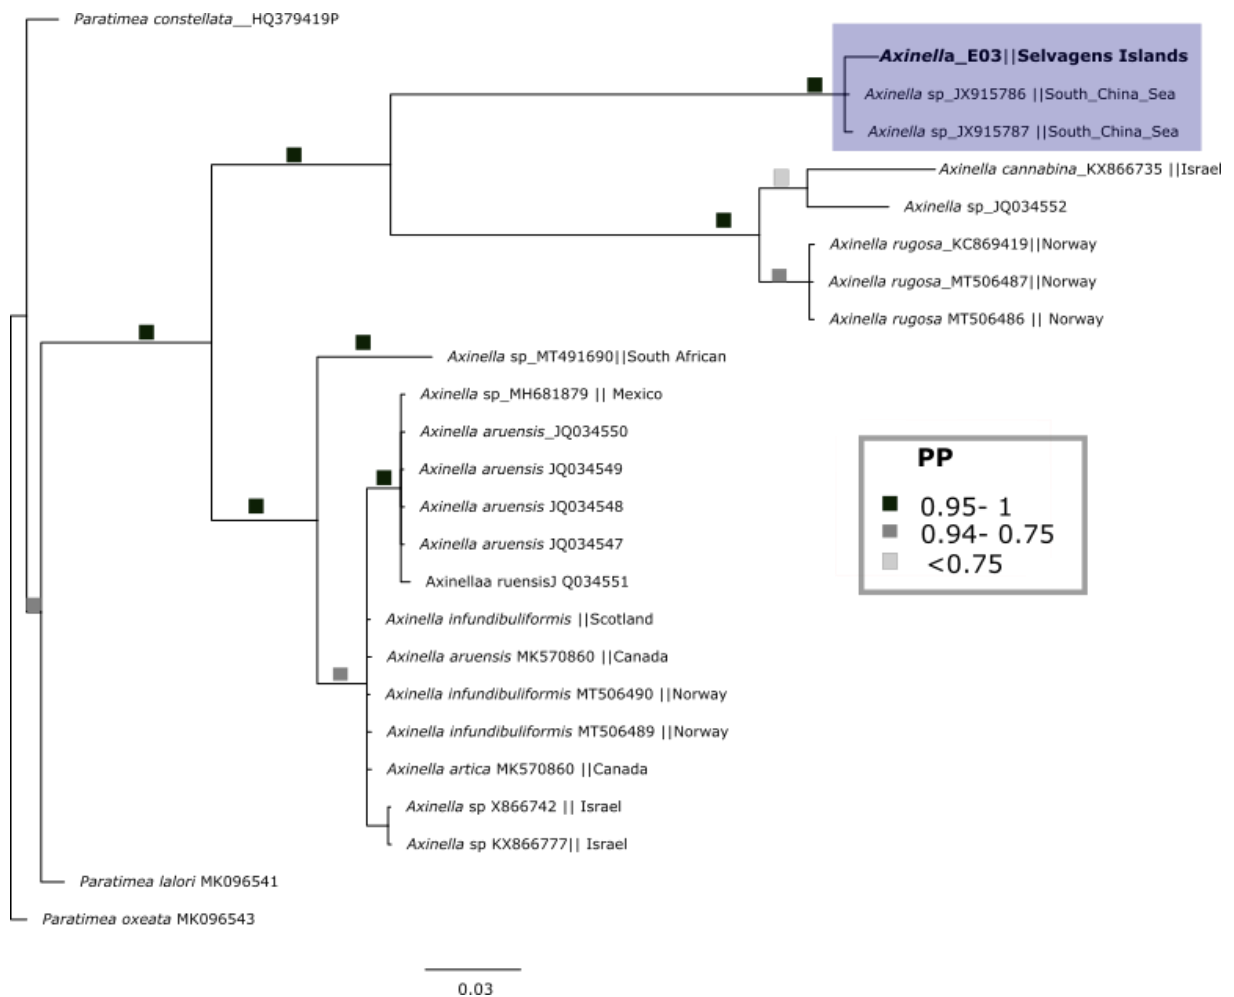 Paratimea constellata__HQ379419P
Axinella_E03||Selvagens Islands
Axinella sp_JX915786 ||South_China_Sea
Axinella sp_JX915787 ||South_China_Sea
Axinella cannabina_KX866735 ||Israel
Axinella sp_JQ034552
Axinella rugosa_KC869419||Norway
Axinella rugosa_MT506487||Norway
Axinella rugosa MT506486 || Norway
Axinella sp_MT491690||South African
Axinella sp_MH681879 || Mexico
Axinella aruensis_JQ034550
Axinella aruensis JQ034549
Axinella aruensis JQ034548
Axinella aruensis JQ034547
Axinellaa ruensisJ Q034551
Axinella infundibuliformis ||Scotland
Axinella aruensis MK570860 ||Canada
Axinella infundibuliformis MT506490 ||Norway
Axinella infundibuliformis MT506489 ||Norway
Axinella artica MK570860 ||Canada
Axinella sp X866742 || Israel
Axinella sp KX866777|| Israel
Paratimea lalori MK096541
Paratimea oxeata MK096543
PP
0.95- 1
0.94- 0.75
<0.75
0.03